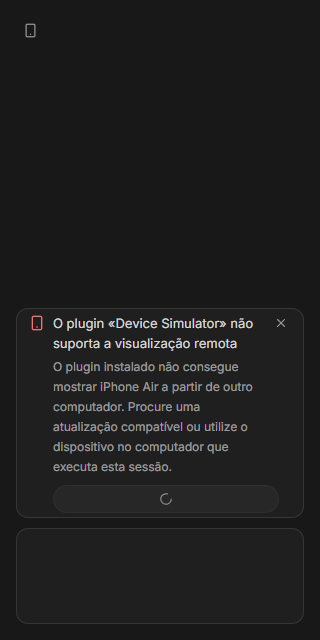 O plugin «Device Simulator» não
suporta a visualização remota
O plugin instalado não consegue
mostrar iPhone Air a partir de outro
computador. Procure uma
atualização compatível ou utilize o
dispositivo no computador que
executa esta sessão.